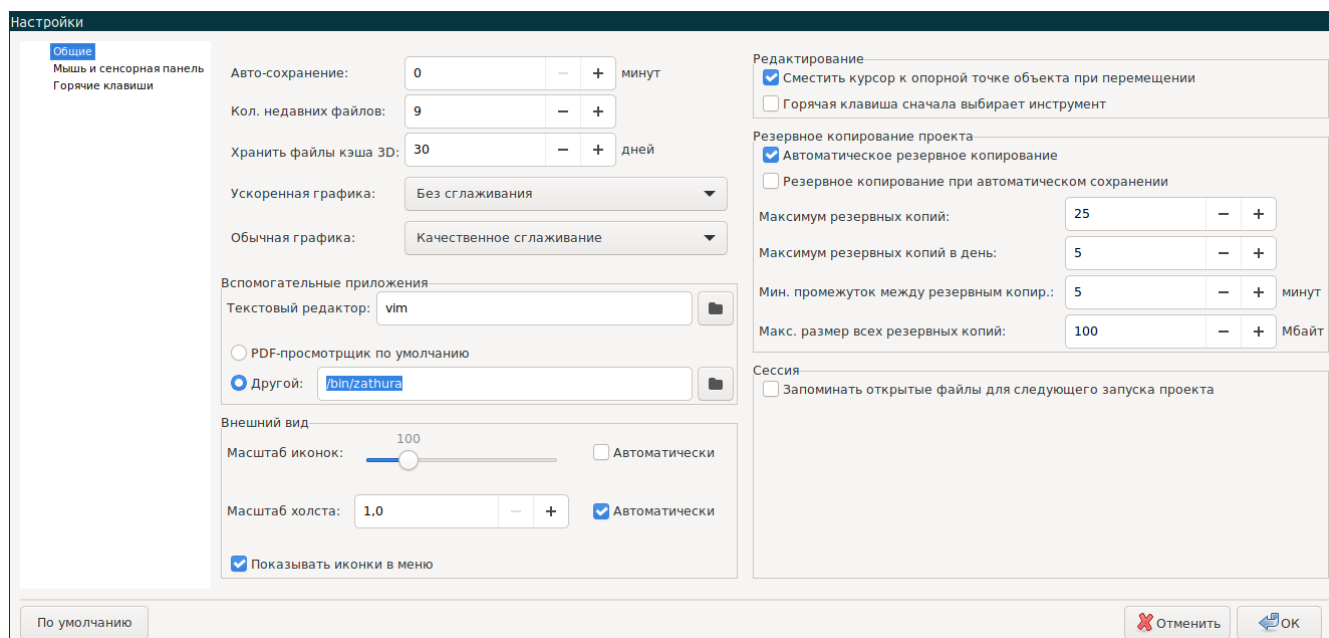 Настройки
Общие
Мышь и сенсорная панель
Горячие клавиши
Авто-сохранение: 0 минут
Кол. недавних файлов: 9
Хранить файлы кэша 3D: 30 дней
Ускоренная графика: Без сглаживания
Обычная графика: Качественное сглаживание
Вспомогательные приложения
Текстовый редактор: vim
PDF-просмотрщик по умолчанию
Другой: /bin/zathura
Внешний вид
100
Масштаб иконок: Автоматически
Масштаб холста: 1,0 Автоматически
Показывать иконки в меню
Редактирование
Сместить курсор к опорной точке объекта при перемещении
Горячая клавиша сначала выбирает инструмент
Резервное копирование проекта
Автоматическое резервное копирование
Резервное копирование при автоматическом сохранении
Максимум резервных копий: 25
Максимум резервных копий в день: 5
Мин. промежуток между резервным копир.: 5 минут
Макс. размер всех резервных копий: 100 Мбайт
Сессия
Запоминать открытые файлы для следующего запуска проекта
По умолчанию
Отменить
ОК